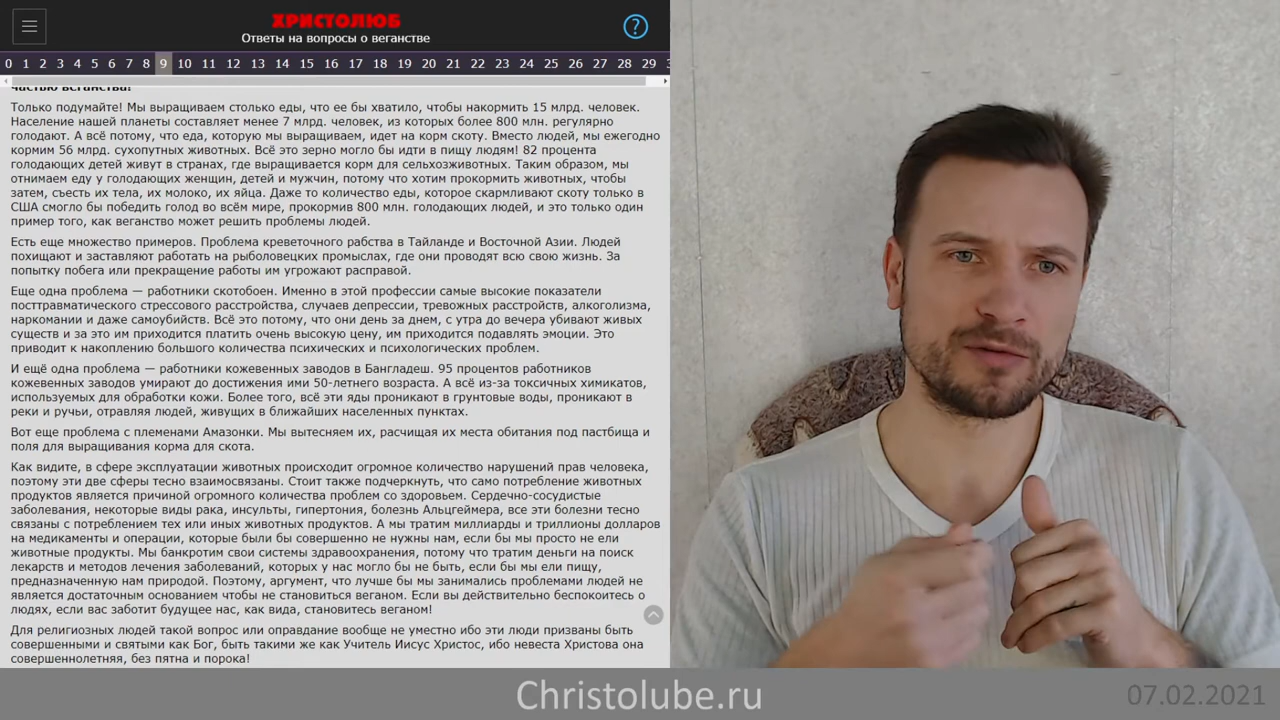 ХРИСТОЛЮБ
Ответы на вопросы о веганстве
?
0 1 2 3 4 5 6 7 8 9 10 11 12 13 14 15 16 17 18 19 20 21 22 23 24 25 26 27 28 29
частью веганства!
Только подумайте! Мы выращиваем столько еды, что ее бы хватило, чтобы накормить 15 млрд. человек.
Население нашей планеты составляет менее 7 млрд. человек, из которых более 800 млн. регулярно
голодают. А всё потому, что еда, которую мы выращиваем, идет на корм скоту. Вместо людей, мы ежегодно
кормим 56 млрд. сухопутных животных. Всё это зерно могло бы идти в пищу людям! 82 процента
голодающих детей живут в странах, где выращивается корм для сельхозживотных. Таким образом, мы
отнимаем еду у голодающих женщин, детей и мужчин, потому что хотим прокормить животных, чтобы
затем, съесть их тела, их молоко, их яйца. Даже то количество еды, которое скармливают скоту только в
США смогло бы победить голод во всём мире, прокормив 800 млн. голодающих людей, и это только один
пример того, как веганство может решить проблемы людей.
Есть еще множество примеров. Проблема креветочного рабства в Тайланде и Восточной Азии. Людей
похищают и заставляют работать на рыболовецких промыслах, где они проводят всю свою жизнь. За
попытку побега или прекращение работы им угрожают расправой.
Еще одна проблема — работники скотобоен. Именно в этой профессии самые высокие показатели
посттравматического стрессового расстройства, случаев депрессии, тревожных расстройств, алкоголизма,
наркомании и даже самоубийств. Всё это потому, что они день за днем, с утра до вечера убивают живых
существ и за это им приходится платить очень высокую цену, им приходится подавлять эмоции. Это
приводит к накоплению большого количества психических и психологических проблем.
И ещё одна проблема — работники кожевенных заводов в Бангладеш. 95 процентов работников
кожевенных заводов умирают до достижения ими 50-летнего возраста. А всё из-за токсичных химикатов,
используемых для обработки кожи. Более того, всё эти яды проникают в грунтовые воды, проникают в
реки и ручьи, отравляя людей, живущих в ближайших населенных пунктах.
Вот еще проблема с племенами Амазонки. Мы вытесняем их, расчищая их места обитания под пастбища и
поля для выращивания корма для скота.
Как видите, в сфере эксплуатации животных происходит огромное количество нарушений прав человека,
поэтому эти две сферы тесно взаимосвязаны. Стоит также подчеркнуть, что само потребление животных
продуктов является причиной огромного количества проблем со здоровьем. Сердечно-сосудистые
заболевания, некоторые виды рака, инсульты, гипертония, болезнь Альцгеймера, все эти болезни тесно
связаны с потреблением тех или иных животных продуктов. А мы тратим миллиарды и триллионы долларов
на медикаменты и операции, которые были бы совершенно не нужны нам, если бы мы просто не ели
животные продукты. Мы банкротим свои системы здравоохранения, потому что тратим деньги на поиск
лекарств и методов лечения заболеваний, которых у нас могло бы не быть, если бы мы ели пищу,
предназначенную нам природой. Поэтому, аргумент, что лучше бы мы занимались проблемами людей не
является достаточным основанием чтобы не становиться веганом. Если вы действительно беспокоитесь о
людях, если вас заботит будущее нас, как вида, становитесь веганом!
Для религиозных людей такой вопрос или оправдание вообще не уместно ибо эти люди призваны быть
совершенными и святыми как Бог, быть такими же как Учитель Иисус Христос, ибо невеста Христова она
совершеннолетняя, без пятна и порока!
Christolube.ru
07.02.2021